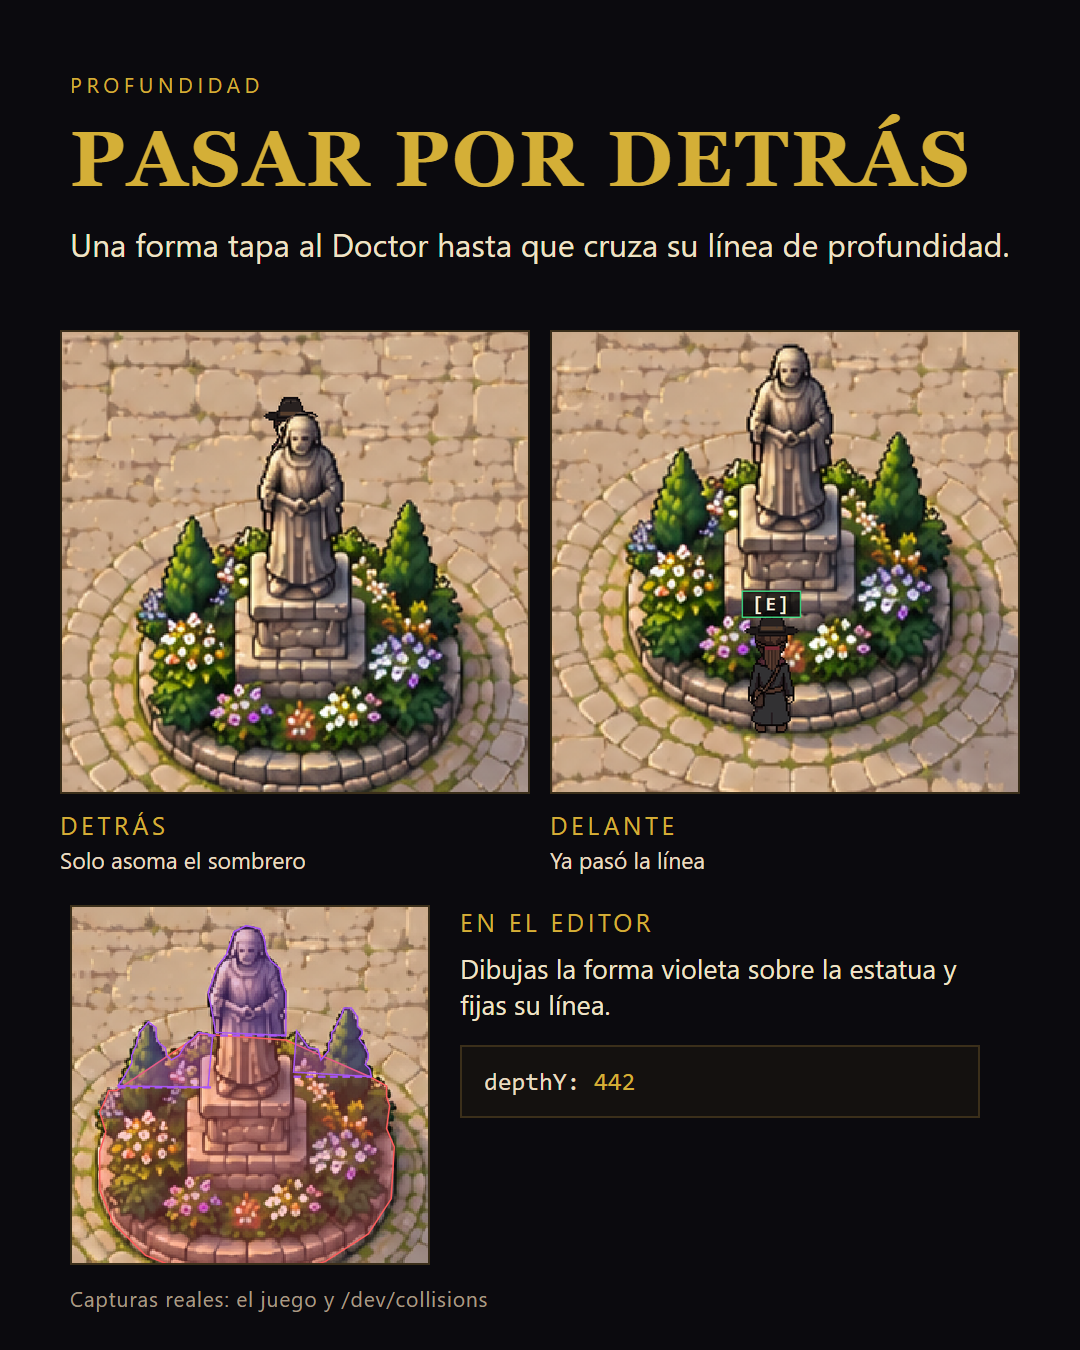 PROFUNDIDAD
PASAR POR DETRÁS
Una forma tapa al Doctor hasta que cruza su línea de profundidad.
[E]
DETRÁS
Solo asoma el sombrero
DELANTE
Ya pasó la línea
EN EL EDITOR
Dibujas la forma violeta sobre la estatua y
fijas su línea.
depthY: 442
Capturas reales: el juego y /dev/collisions